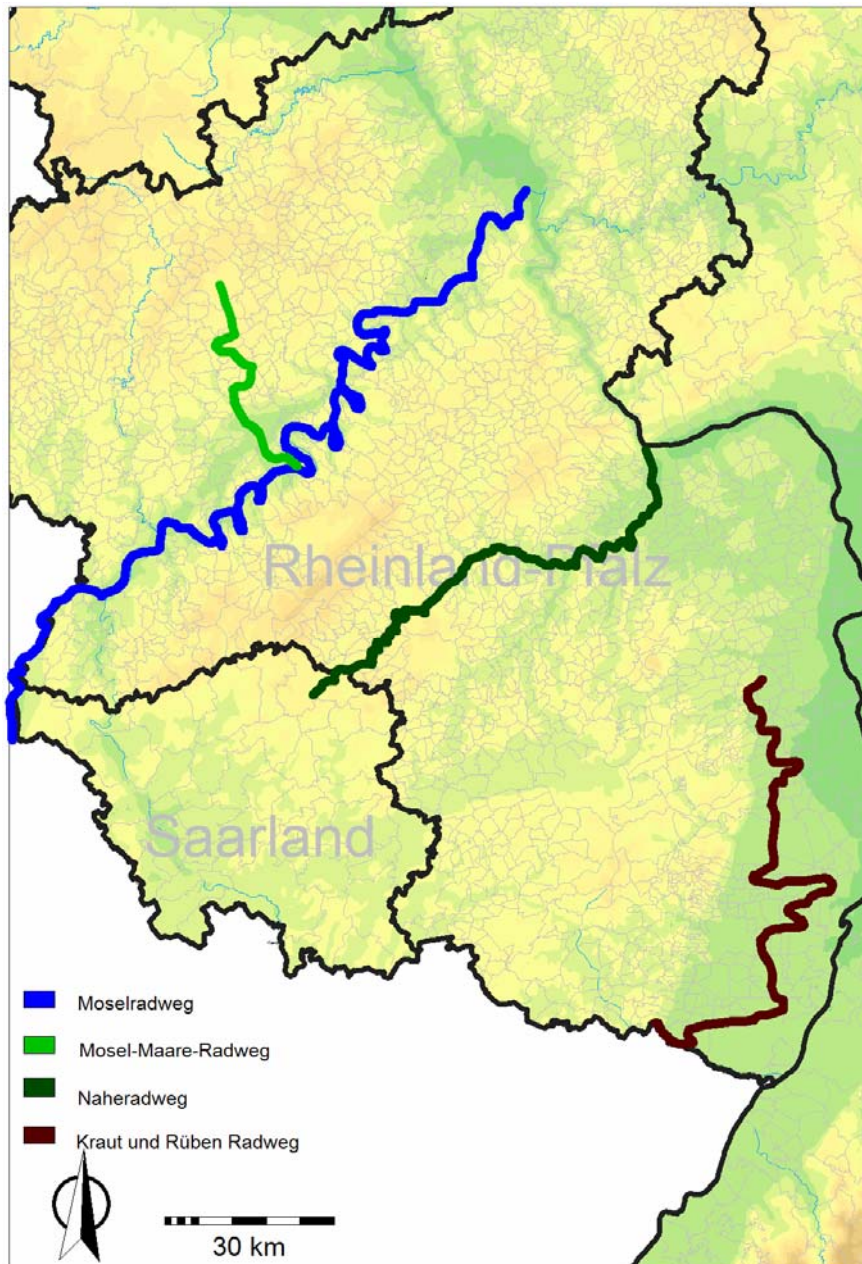 Rheinland-Pfalz
Saarland
Moselradweg
Mosel-Maare-Radweg
Naheradweg
Kraut und Rüben Radweg
30 km